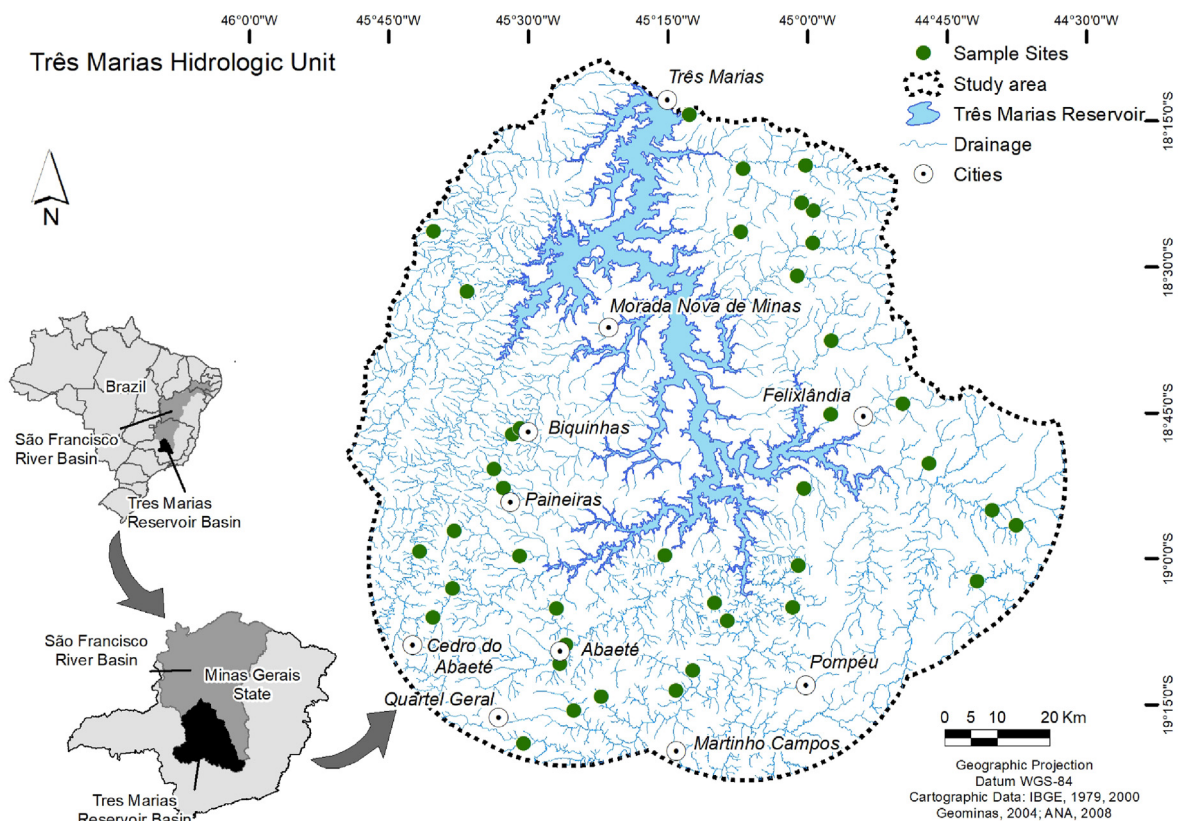 46°0'0"W
45°45'0"W
45°30'0"W
45°15'0"W
45°0'0"W
44°45'0"W
44°30'0"W
Três Marias Hidrologic Unit
N
Três Marias
Morada Nova de Minas
Felixlândia
Biquinhas
Paineiras
Cedro do
Abaeté
Abaeté
Quartel Geral
Pompéu
Martinho Campos
Sample Sites
Study area
Três Marias Reservoir
Drainage
Cities
18°15'0"S
18°30'0"S
18°45'0"S
19°0'0"S
19°15'0"S
Brazil
São Francisco
River Basin
Tres Marias
Reservoir Basin
São Francisco
River Basin
Minas Gerais
State
Tres Marias
Reservoir Basin
0 5 10 20 Km
Geographic Projection
Datum WGS-84
Cartographic Data: IBGE, 1979, 2000
Geominas, 2004; ANA, 2008